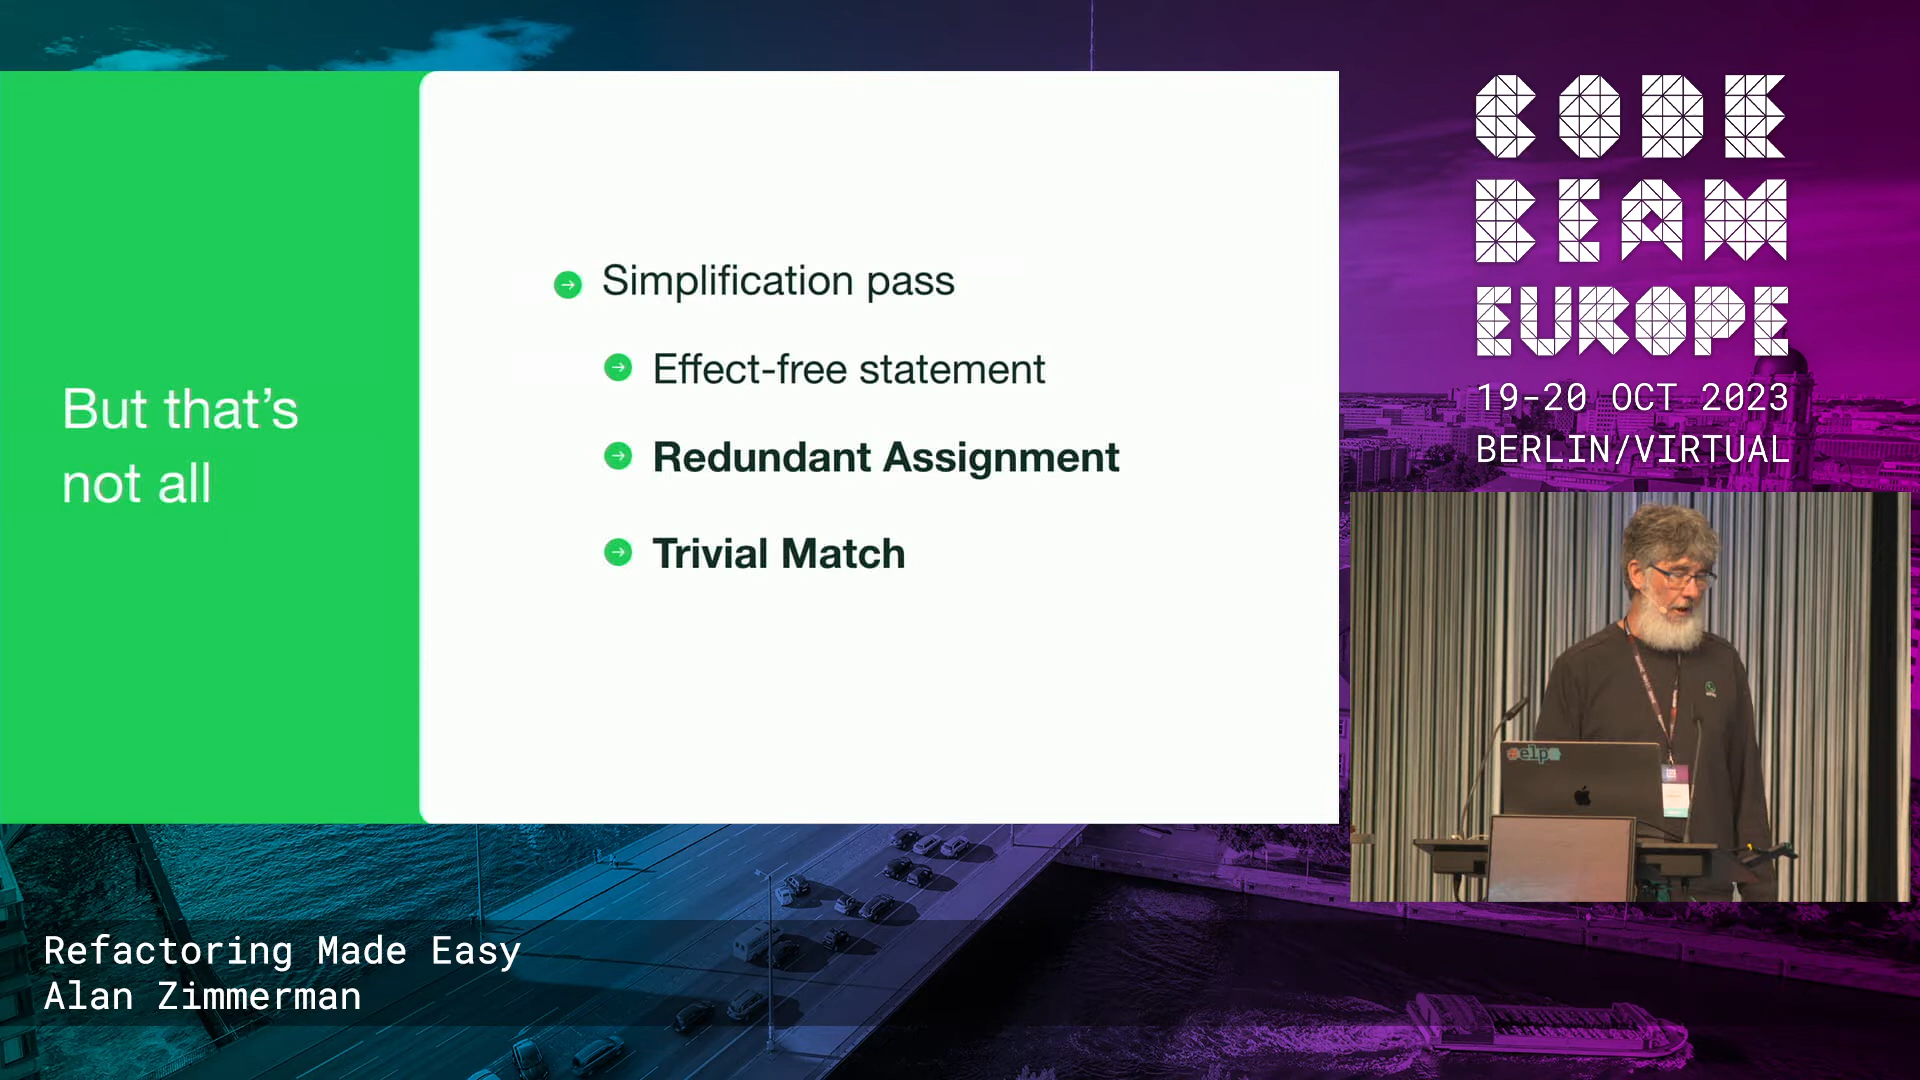 But that's
not all
Simplification pass
Effect-free statement
Redundant Assignment
Trivial Match
CODE
BEAM
EUROPE
19-20 OCT 2023
BERLIN/VIRTUAL
#elp
Refactoring Made Easy
Alan Zimmerman